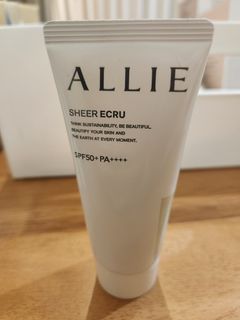 ALLIE
SHEER ECRU
THINK SUSTAINABILITY, BE BEAUTIFUL.
BEAUTIFY YOUR SKIN AND
THE EARTH AT EVERY MOMENT.
SPF50+ PA++++